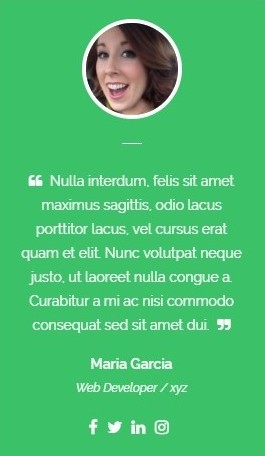 ❝ Nulla interdum, felis sit amet
maximus sagittis, odio lacus
porttitor lacus, vel cursus erat
quam et elit. Nunc volutpat neque
justo, ut laoreet nulla congue a.
Curabitur a mi ac nisi commodo
consequat sed sit amet dui. ❞
Maria Garcia
Web Developer / xyz